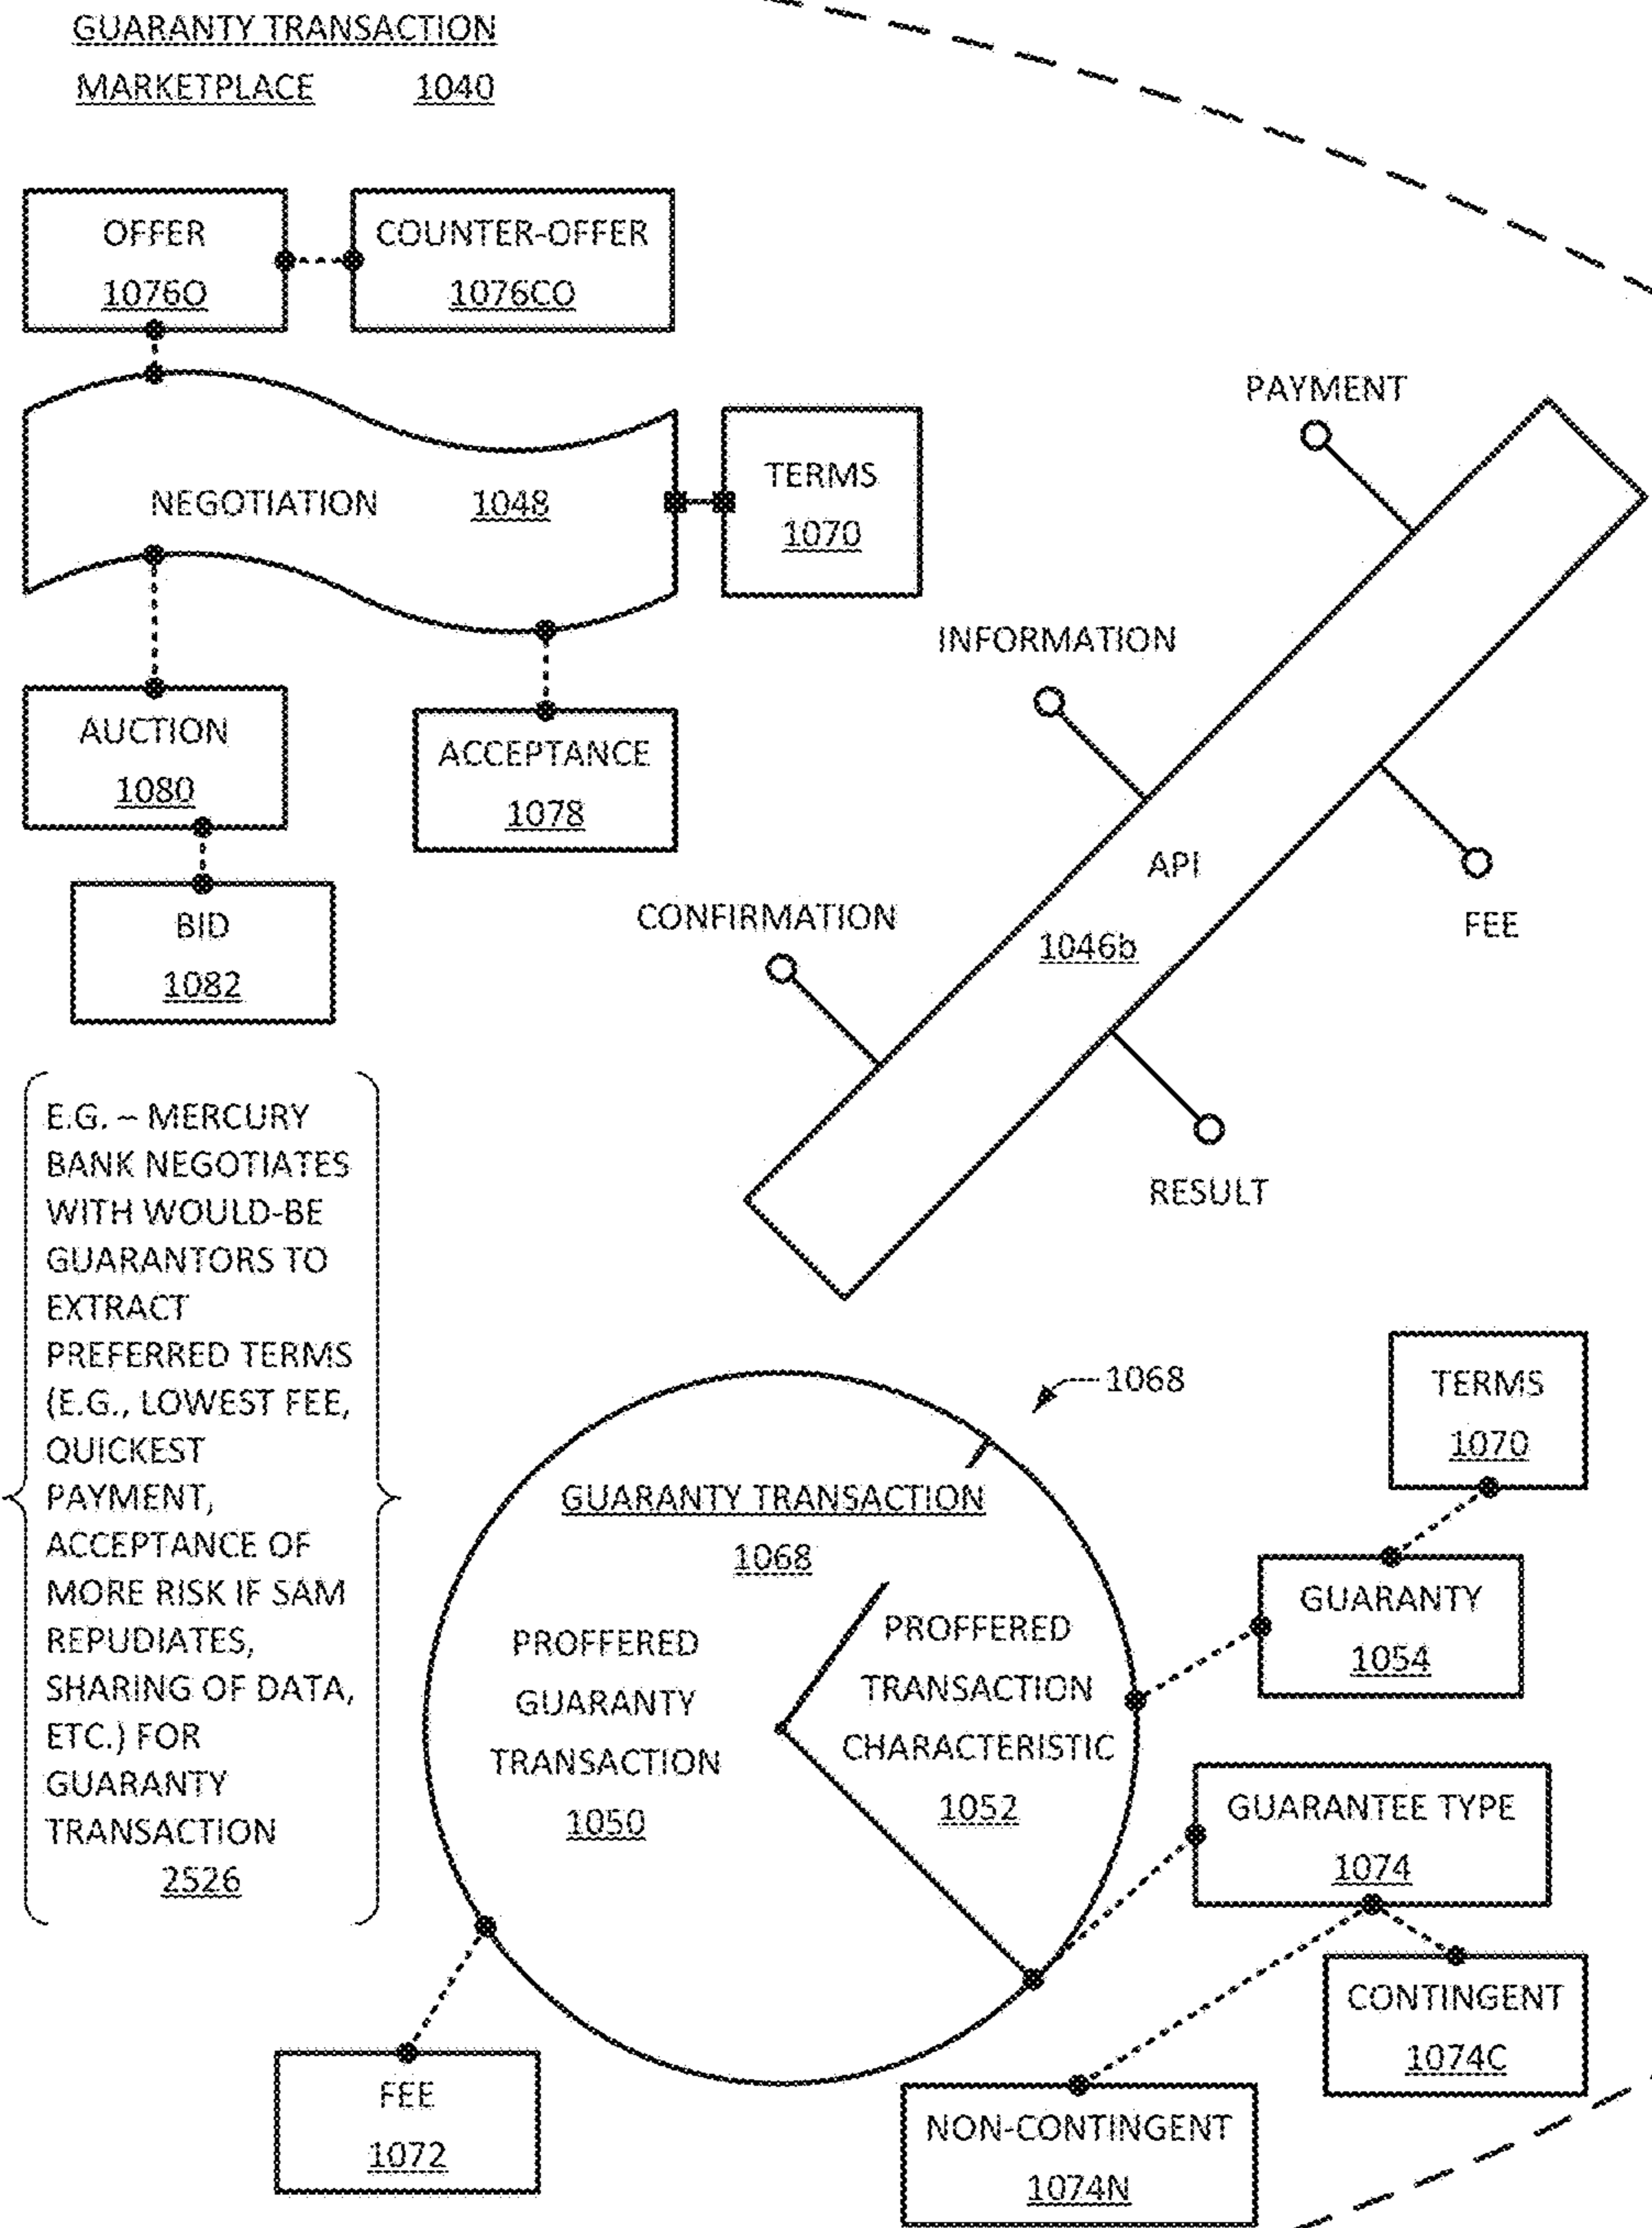 GUARANTY TRANSACTION
MARKETPLACE 1040
OFFER
1076O
COUNTER-OFFER
1076CO
NEGOTIATION 1048
TERMS
1070
AUCTION
1080
ACCEPTANCE
1078
BID
1082
PAYMENT
INFORMATION
CONFIRMATION
API
1046b
FEE
RESULT
E.G. – MERCURY
BANK NEGOTIATES
WITH WOULD-BE
GUARANTORS TO
EXTRACT
PREFERRED TERMS
(E.G., LOWEST FEE,
QUICKEST
PAYMENT,
ACCEPTANCE OF
MORE RISK IF SAM
REPUDIATES,
SHARING OF DATA,
ETC.) FOR
GUARANTY
TRANSACTION
2526
1068
GUARANTY TRANSACTION
1068
PROFFERED
GUARANTY
TRANSACTION
1050
PROFFERED
TRANSACTION
CHARACTERISTIC
1052
TERMS
1070
GUARANTY
1054
GUARANTEE TYPE
1074
CONTINGENT
1074C
NON-CONTINGENT
1074N
FEE
1072